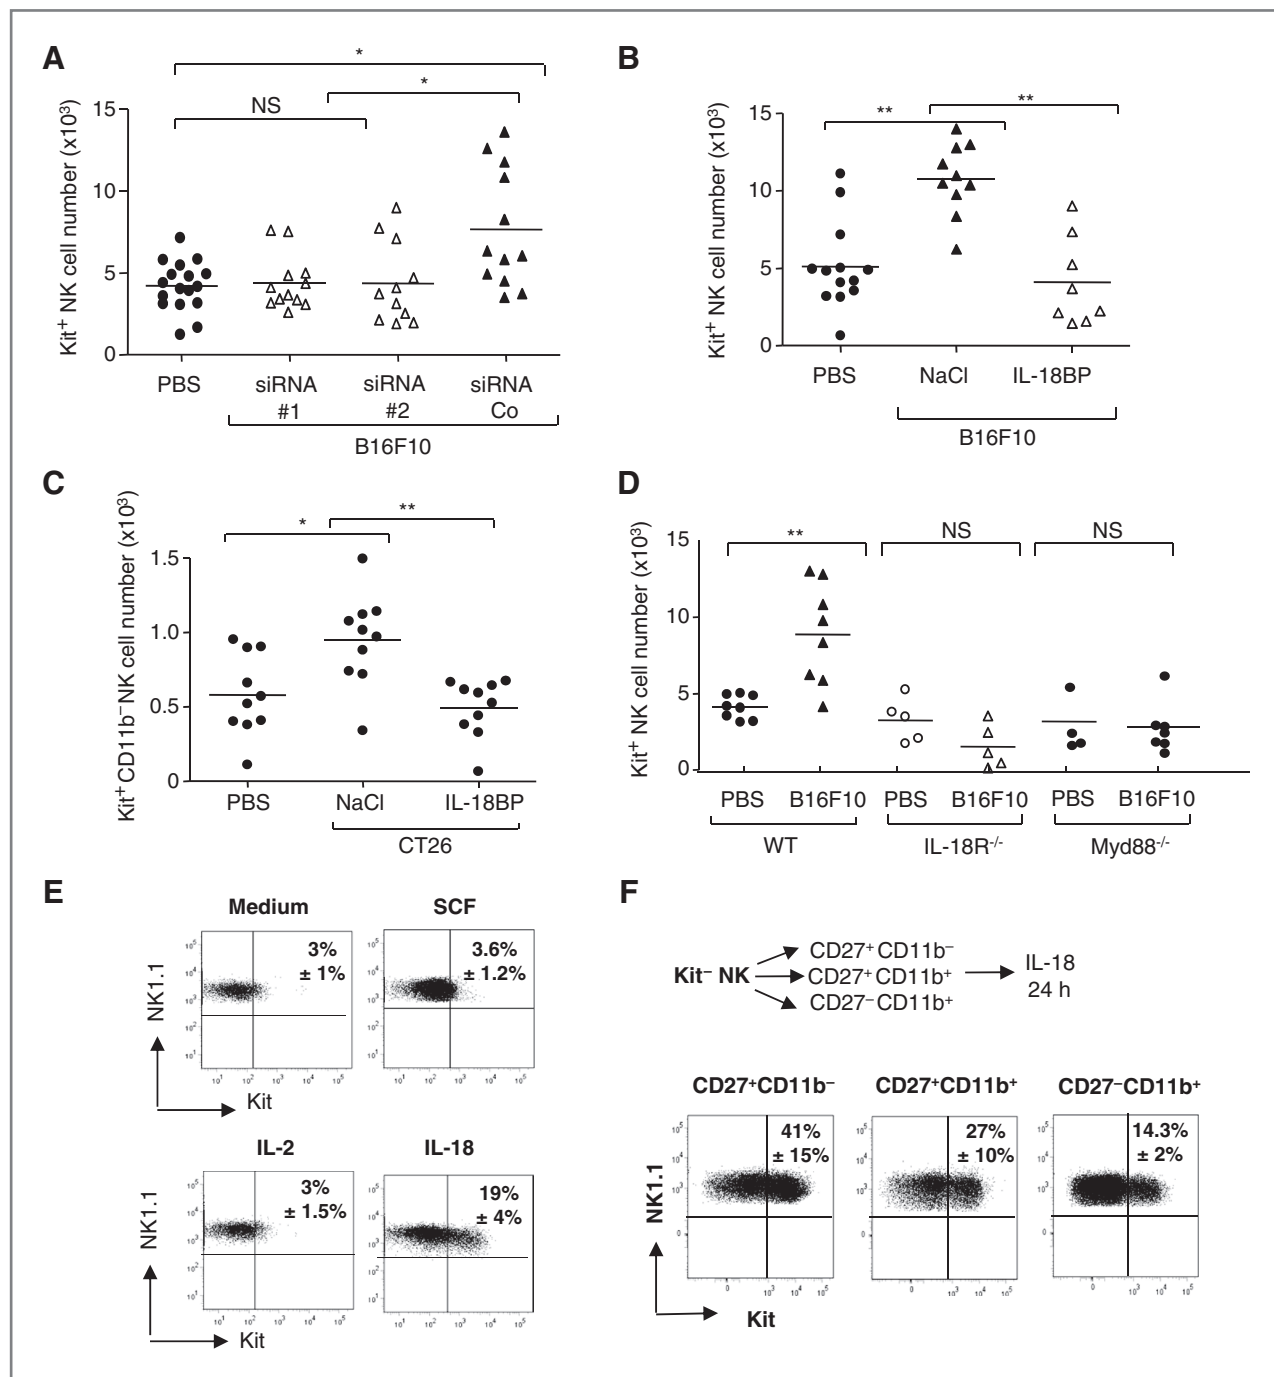 A
*
*
NS
Kit+ NK cell number (x10³)
15
10
5
0
PBS
siRNA #1
siRNA #2
siRNA Co
B16F10
B
**
**
Kit+ NK cell number (x10³)
15
10
5
0
PBS
NaCl
IL-18BP
B16F10
C
*
**
Kit+ CD11b– NK cell number (x10³)
1.5
1.0
0.5
0
PBS
NaCl
IL-18BP
CT26
D
**
NS
NS
Kit+ NK cell number (x10³)
15
10
5
0
PBS
B16F10
PBS
B16F10
PBS
B16F10
WT
IL-18R-/-
Myd88-/-
E
Medium
3%
± 1%
SCF
3.6%
± 1.2%
NK1.1
Kit
IL-2
3%
± 1.5%
IL-18
19%
± 4%
NK1.1
Kit
F
Kit– NK
CD27+ CD11b–
CD27+ CD11b+
CD27– CD11b+
IL-18
24 h
CD27+CD11b–
41%
± 15%
CD27+CD11b+
27%
± 10%
CD27–CD11b+
14.3%
± 2%
NK1.1
Kit